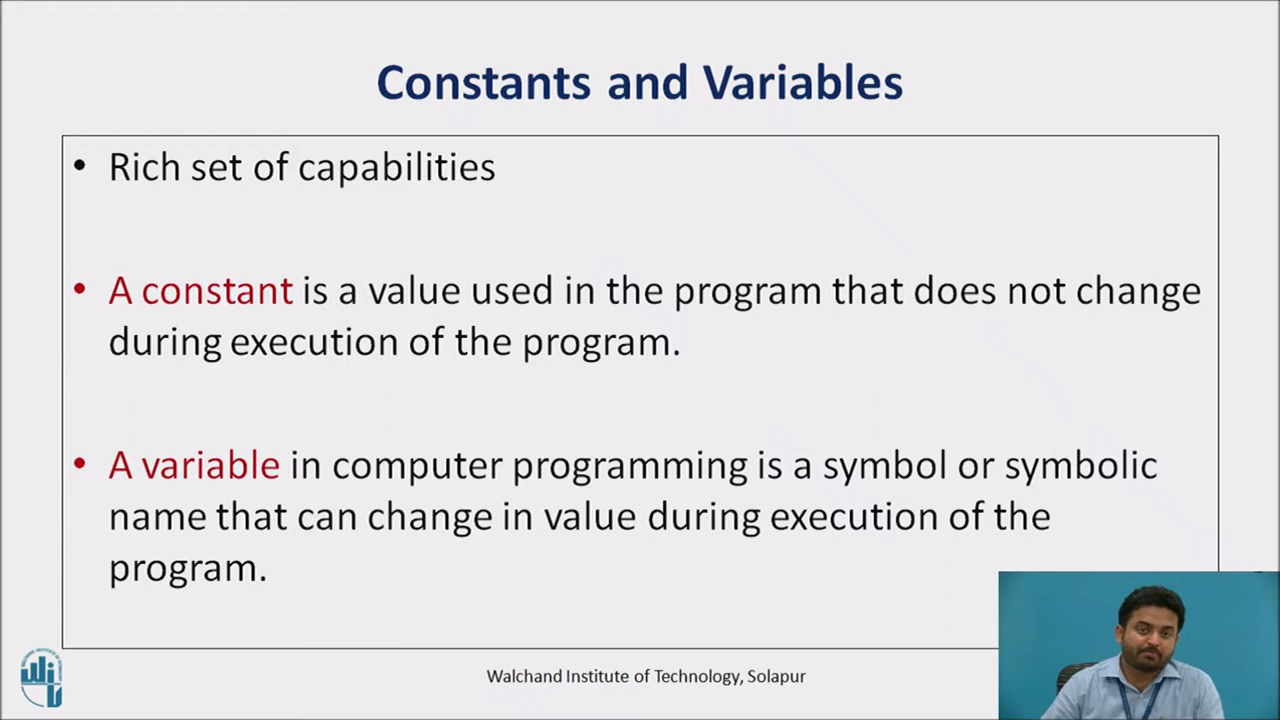 Constants and Variables
• Rich set of capabilities
• A constant is a value used in the program that does not change
during execution of the program.
• A variable in computer programming is a symbol or symbolic
name that can change in value during execution of the
program.
Walchand Institute of Technology, Solapur